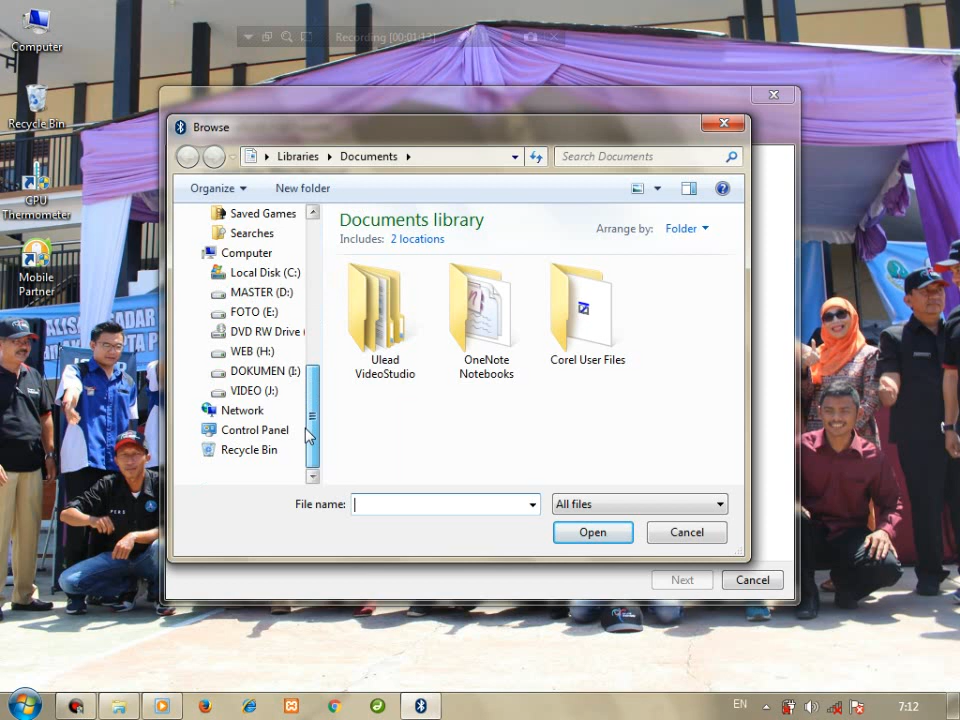 Computer
Recording [00:01:13]
Recycle Bin
CPU
Thermometer
Mobile
Partner
Browse
Libraries
Documents
Search Documents
Organize
New folder
Saved Games
Searches
Computer
Local Disk (C:)
MASTER (D:)
FOTO (E:)
DVD RW Drive
WEB (H:)
DOKUMEN (I:)
VIDEO (J:)
Network
Control Panel
Recycle Bin
Documents library
Includes: 2 locations
Arrange by: Folder
Ulead
VideoStudio
OneNote
Notebooks
Corel User Files
File name:
All files
Open
Cancel
Next
Cancel
EN
7:12